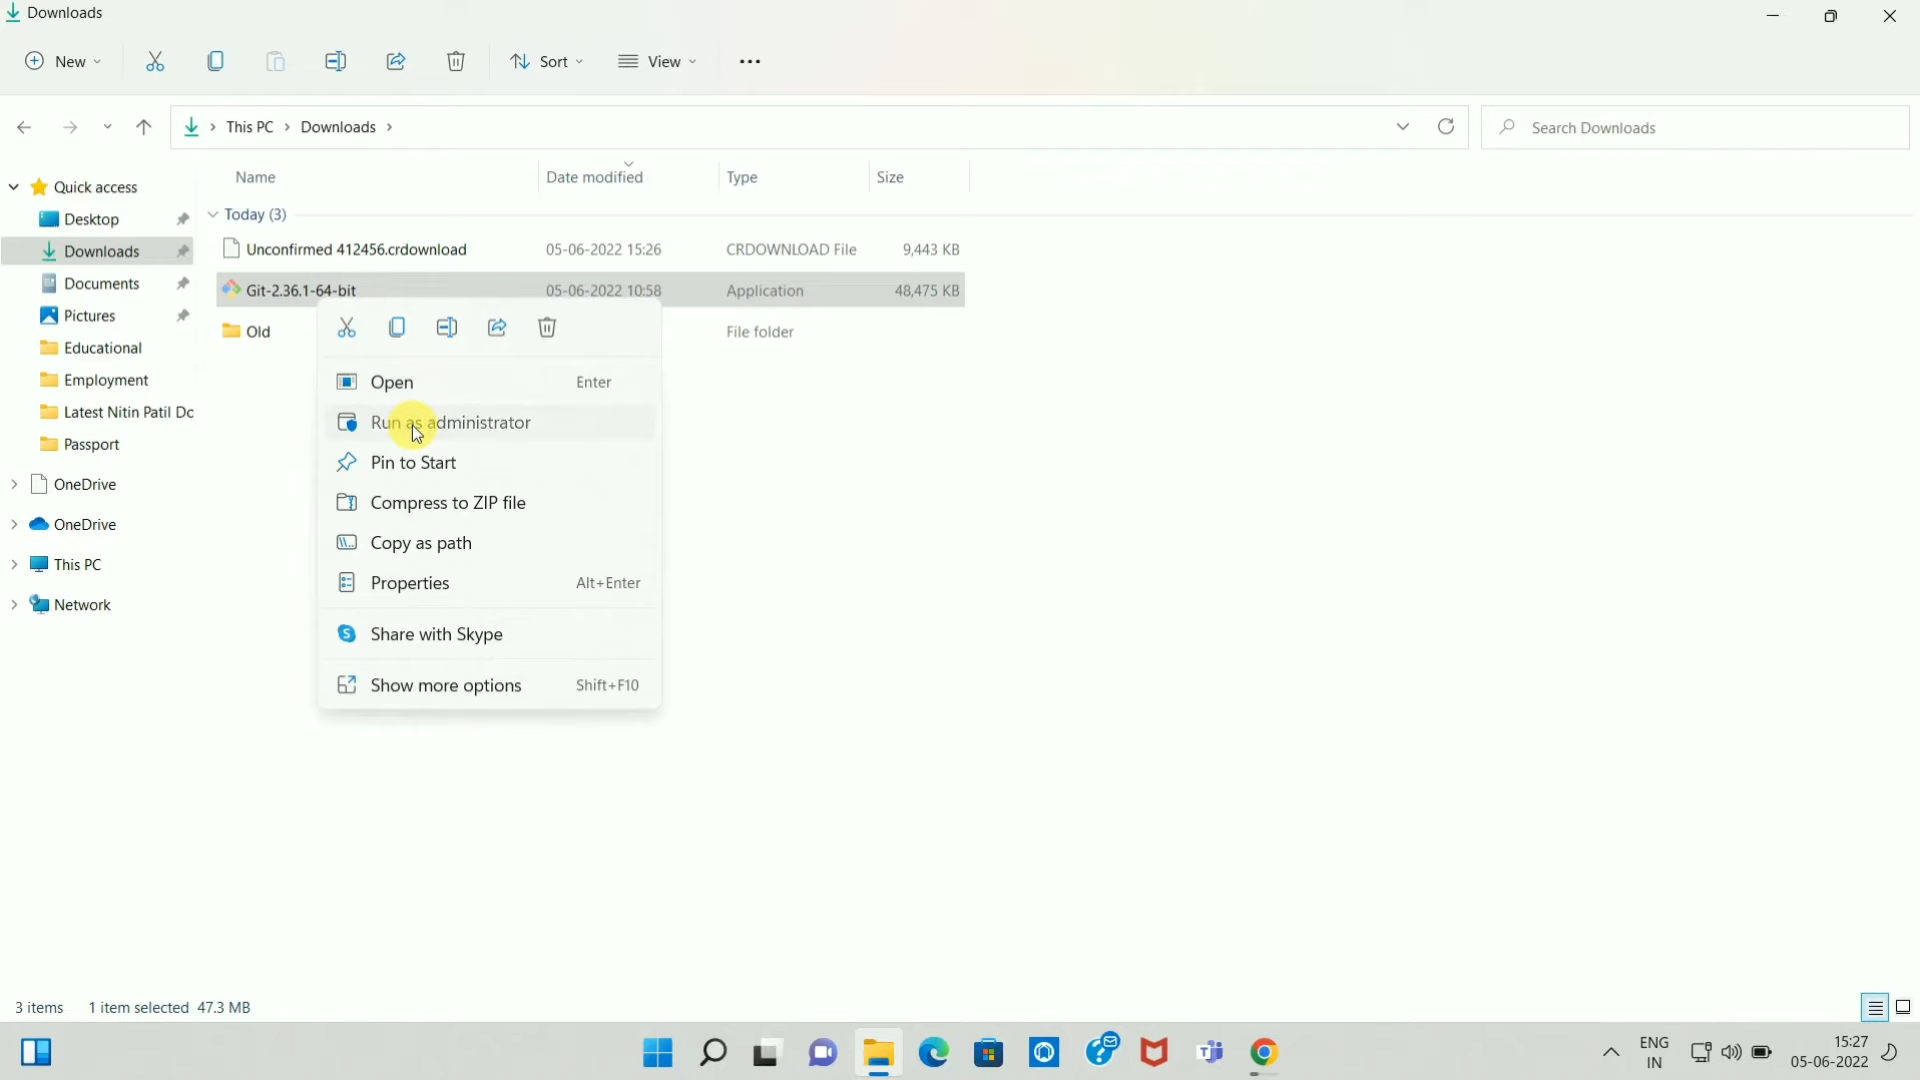 Downloads
New
Sort
View
This PC > Downloads >
Search Downloads
Name Date modified Type Size
Quick access
Desktop
Downloads
Documents
Pictures
Educational
Employment
Latest Nitin Patil Dc
Passport
OneDrive
OneDrive
This PC
Network
Today (3)
Unconfirmed 412456.crdownload 05-06-2022 15:26 CRDOWNLOAD File 9,443 KB
Git-2.36.1-64-bit 05-06-2022 10:58 Application 48,475 KB
Old File folder
Open Enter
Run as administrator
Pin to Start
Compress to ZIP file
Copy as path
Properties Alt+Enter
Share with Skype
Show more options Shift+F10
3 items 1 item selected 47.3 MB
ENG
IN
15:27
05-06-2022